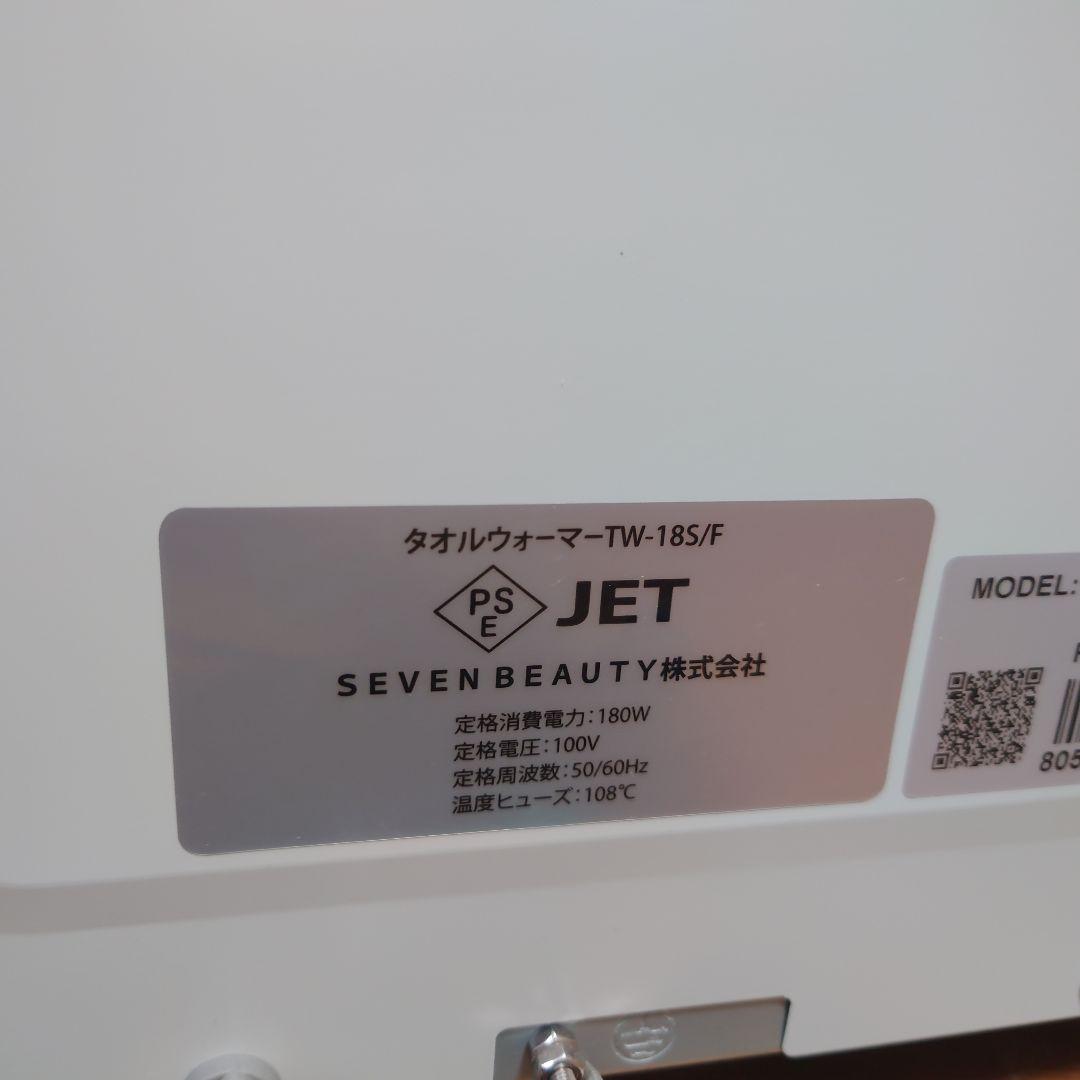 タオルウォーマーTW-18S/F
PSE JET
SEVEN BEAUTY株式会社
定格消費電力：180W
定格電圧：100V
定格周波数：50/60Hz
温度ヒューズ：108℃
MODEL:
805